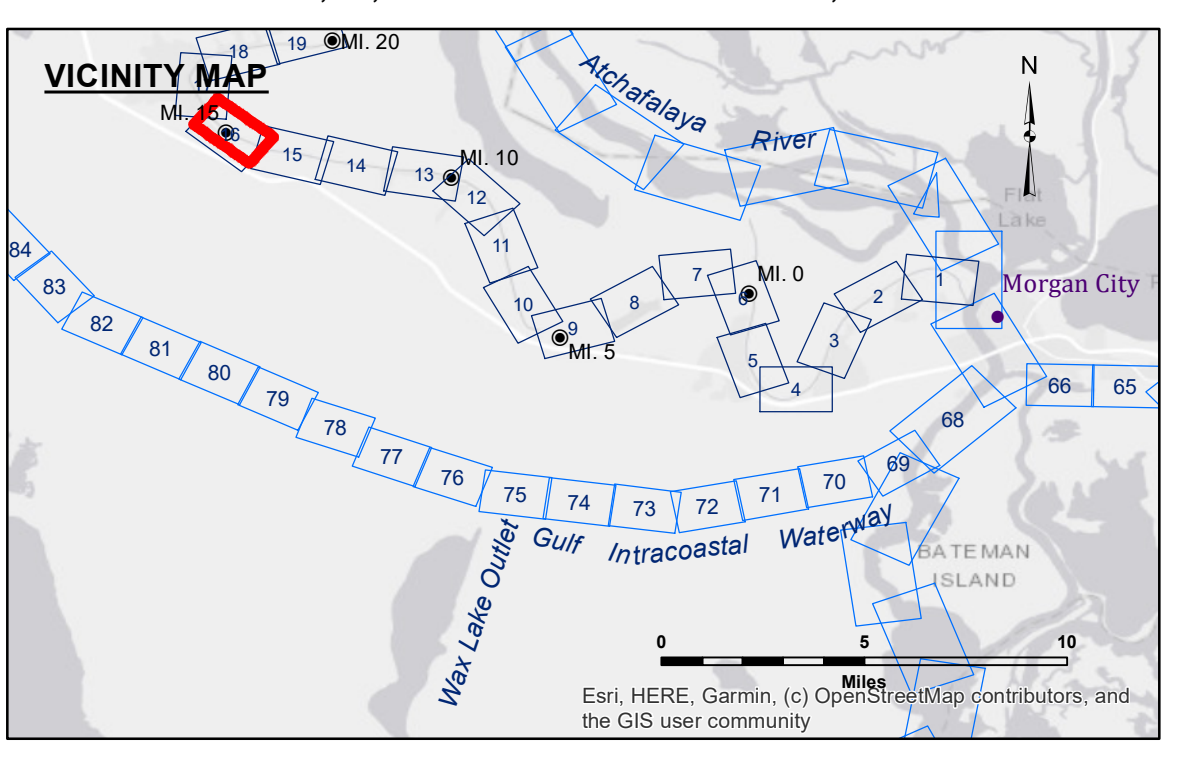 18
19
MI. 20
VICINITY MAP
MI. 15
16
15
14
13
MI. 10
12
11
10
9
MI. 5
8
7
6
MI. 0
5
4
3
2
1
Atchafalaya
River
N
Flat
Lake
Morgan City
84
83
82
81
80
79
78
77
76
75
74
73
72
71
70
69
68
66
65
Gulf Intracoastal Waterway
Wax Lake Outlet
BATEMAN
ISLAND
0 5 10
Miles
Esri, HERE, Garmin, (c) OpenStreetMap contributors, and
the GIS user community